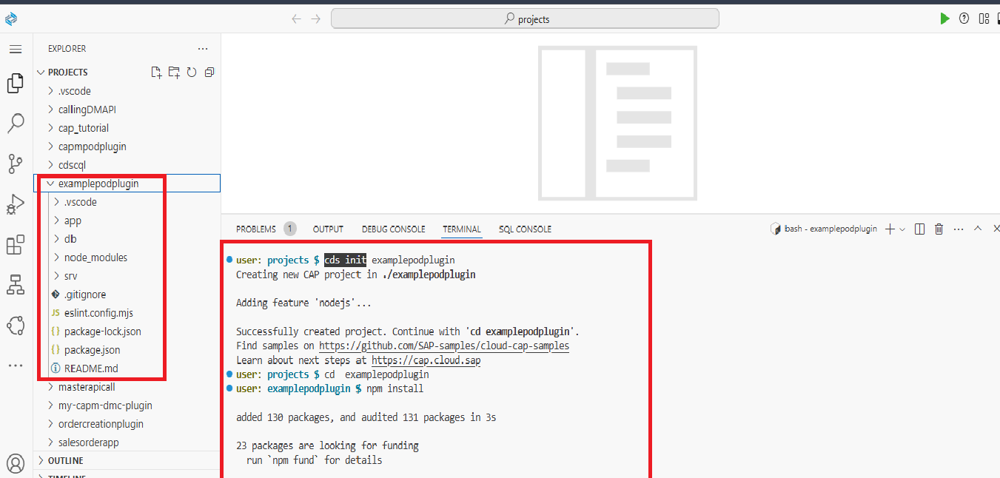 projects
EXPLORER
PROJECTS
.vscode
callingDMAPI
cap_tutorial
capmpodplugin
cdscql
examplepodplugin
.vscode
app
db
node_modules
srv
.gitignore
JS eslint.config.mjs
{} package-lock.json
{} package.json
README.md
masterapicall
my-capm-dmc-plugin
ordercreationplugin
salesorderapp
OUTLINE
TIMELINE
PROBLEMS 1 OUTPUT DEBUG CONSOLE TERMINAL SQL CONSOLE
bash - examplepodplugin
user: projects $ cds init examplepodplugin
Creating new CAP project in ./examplepodplugin
Adding feature 'nodejs'...
Successfully created project. Continue with 'cd examplepodplugin'.
Find samples on https://github.com/SAP-samples/cloud-cap-samples
Learn about next steps at https://cap.cloud.sap
user: projects $ cd  examplepodplugin
user: examplepodplugin $ npm install
added 130 packages, and audited 131 packages in 3s
23 packages are looking for funding
run `npm fund` for details